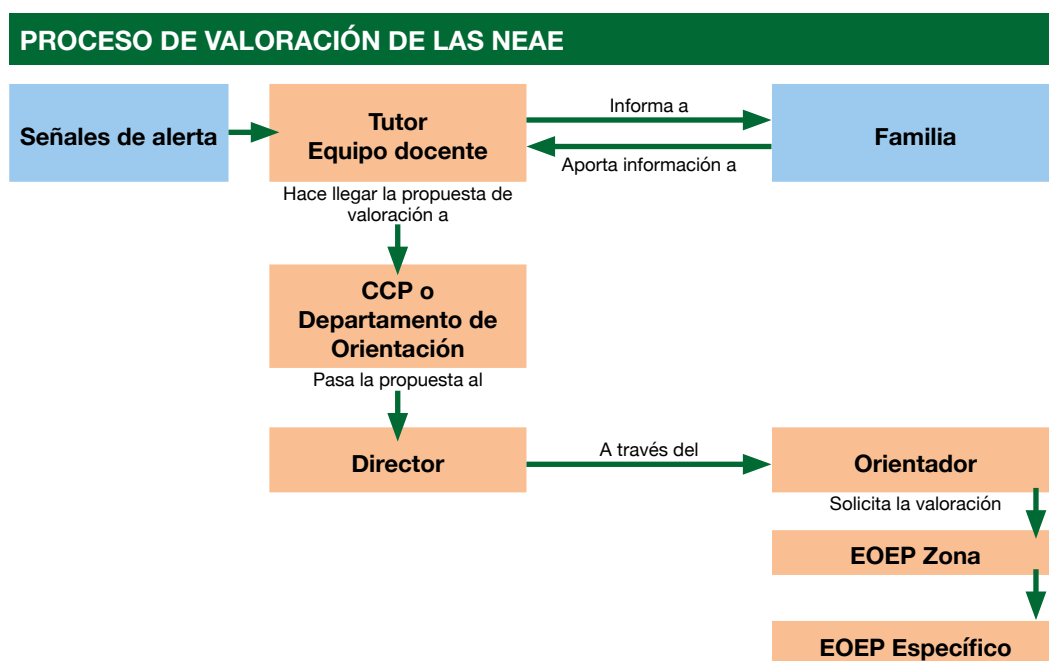 PROCESO DE VALORACIÓN DE LAS NEAE
Señales de alerta
Tutor
Equipo docente
Informa a
Aporta información a
Familia
Hace llegar la propuesta de
valoración a
CCP o
Departamento de
Orientación
Pasa la propuesta al
Director
A través del
Orientador
Solicita la valoración
EOEP Zona
EOEP Específico